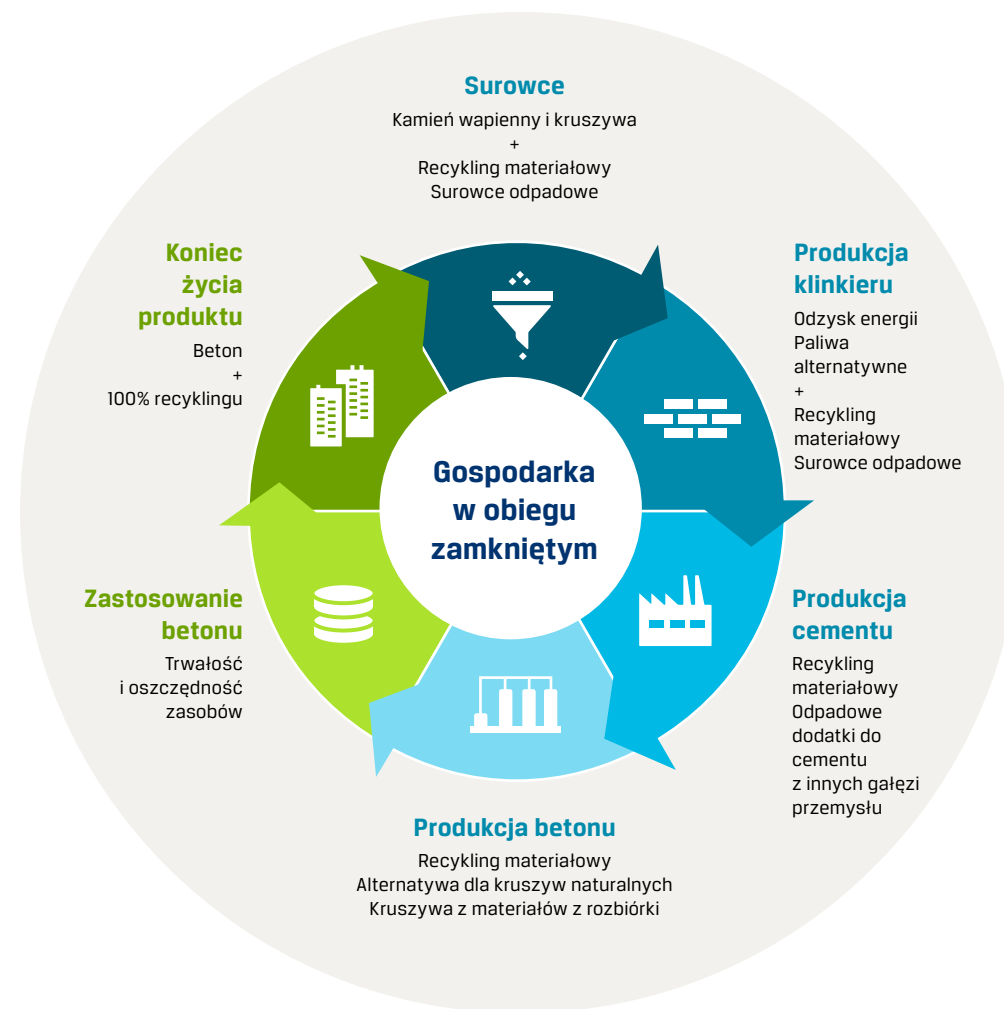 Surowce
Kamień wapienny i kruszywa
+
Recykling materiałowy
Surowce odpadowe
Produkcja
klinkieru
Odzysk energii
Paliwa
alternatywne
+
Recykling
materiałowy
Surowce odpadowe
Produkcja
cementu
Recykling
materiałowy
Odpadowe
dodatki do
cementu
z innych gałęzi
przemysłu
Produkcja betonu
Recykling materiałowy
Alternatywa dla kruszyw naturalnych
Kruszywa z materiałów z rozbiórki
Zastosowanie
betonu
Trwałość
i oszczędność
zasobów
Koniec
życia
produktu
Beton
+
100% recyklingu
Gospodarka
w obiegu
zamkniętym